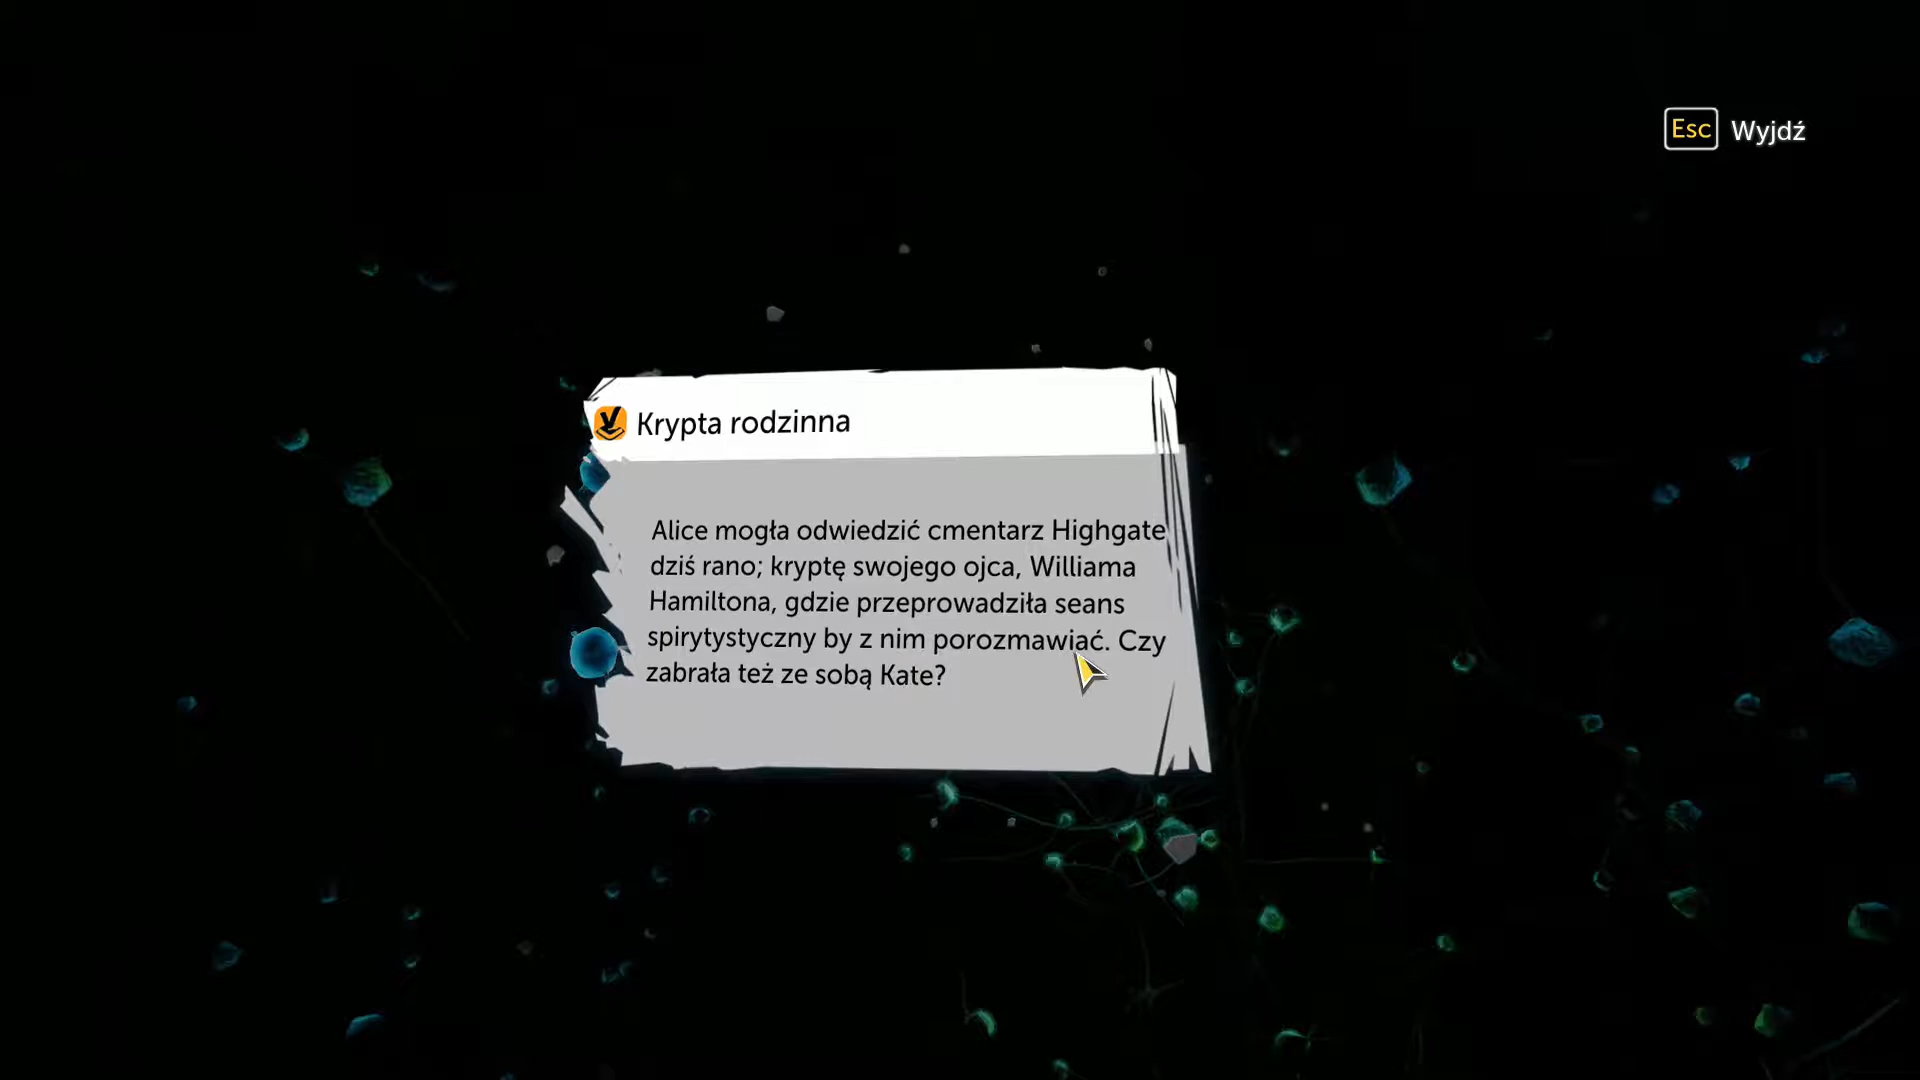 Esc Wyjdź
Krypta rodzinna
Alice mogła odwiedzić cmentarz Highgate
dziś rano; kryptę swojego ojca, Williama
Hamiltona, gdzie przeprowadziła seans
spirytystyczny by z nim porozmawiać. Czy
zabrała też ze sobą Kate?